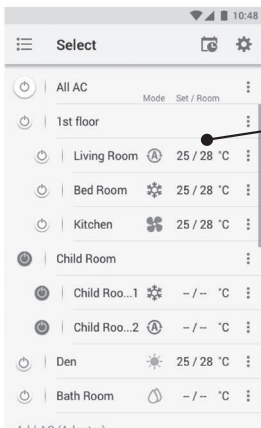 10:48
Select
All AC
Mode Set / Room
1st floor
Living Room A 25 / 28 °C
Bed Room 25 / 28 °C
Kitchen 25 / 28 °C
Child Room
Child Roo...1 -- / -- °C
Child Roo...2 A -- / -- °C
Den 25 / 28 °C
Bath Room -- / -- °C